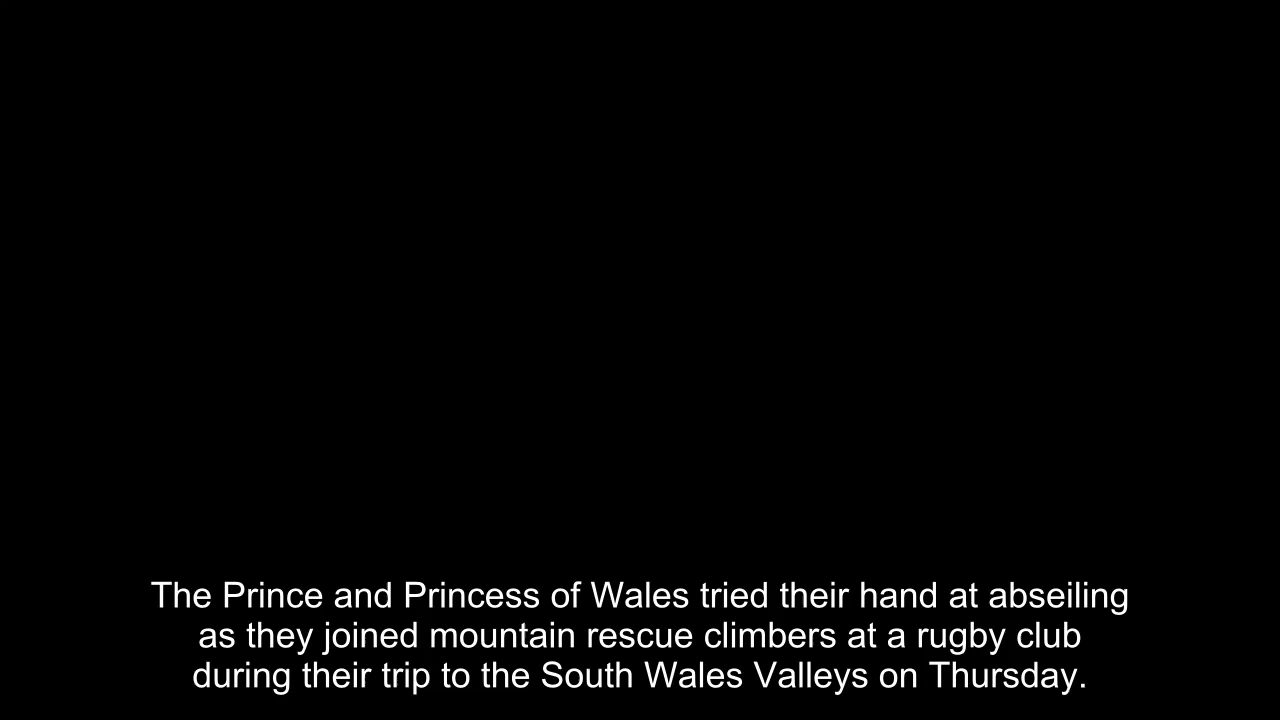 The Prince and Princess of Wales tried their hand at abseiling
as they joined mountain rescue climbers at a rugby club
during their trip to the South Wales Valleys on Thursday.